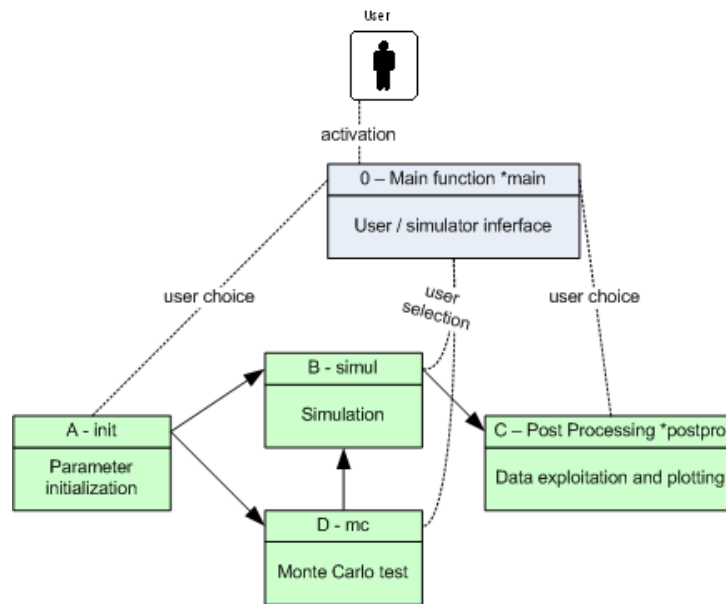 User
activation
0 – Main function *main
User / simulator inferface
user choice
user
selection
user choice
B - simul
Simulation
A - init
Parameter
initialization
C – Post Processing *postpro
Data exploitation and plotting
D - mc
Monte Carlo test